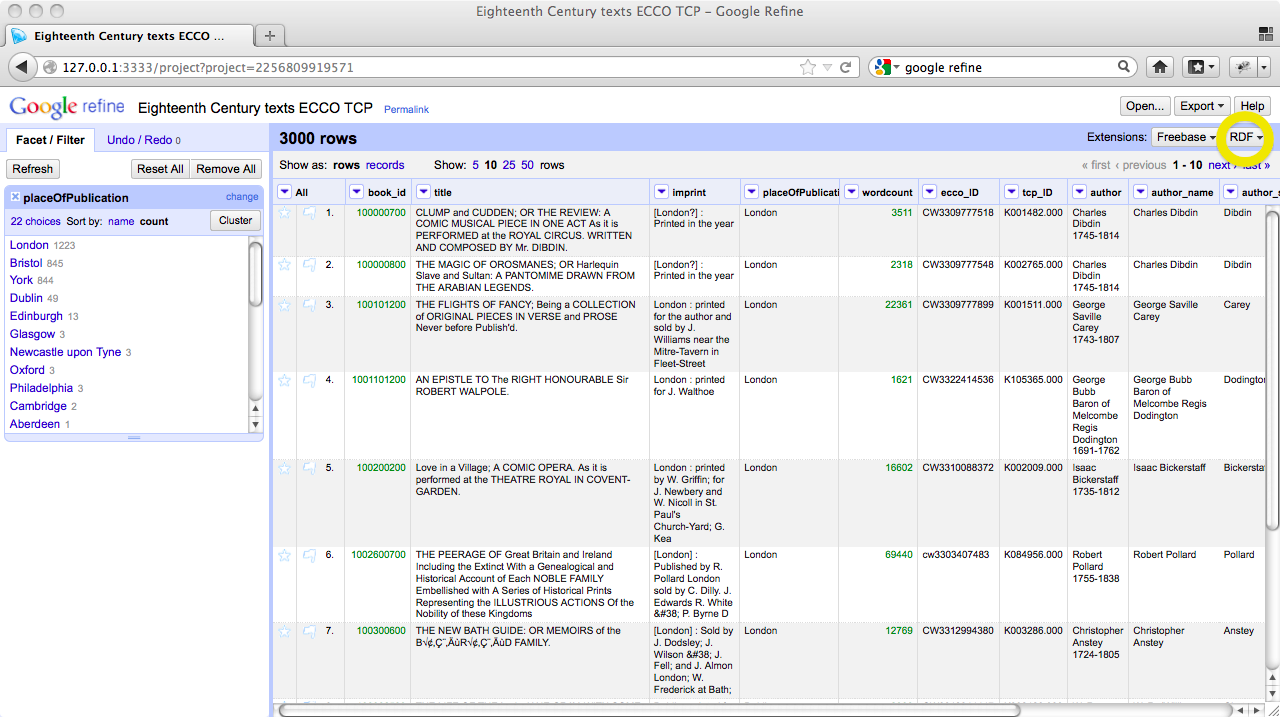 Eighteenth Century texts ECCO TCP – Google Refine
Eighteenth Century texts ECCO ...
127.0.0.1:3333/project?project=2256809919571
google refine
Google refine Eighteenth Century texts ECCO TCP Permalink
Open... Export Help
Facet / Filter Undo / Redo 0
3000 rows
Extensions: Freebase RDF
Refresh Reset All Remove All
Show as: rows records Show: 5 10 25 50 rows
« first ‹ previous 1 - 10 next › last »
placeOfPublication change
22 choices Sort by: name count Cluster
London 1223
Bristol 845
York 844
Dublin 49
Edinburgh 13
Glasgow 3
Newcastle upon Tyne 3
Oxford 3
Philadelphia 3
Cambridge 2
Aberdeen 1
All book_id title imprint placeOfPublicati wordcount ecco_ID tcp_ID author author_name author_s
1. 100000700
CLUMP and CUDDEN; OR THE REVIEW: A
COMIC MUSICAL PIECE IN ONE ACT As it is
PERFORMED at the ROYAL CIRCUS. WRITTEN
AND COMPOSED BY Mr. DIBDIN.
[London?] :
Printed in the year
London 3511 CW3309777518 K001482.000
Charles
Dibdin
1745-1814
Charles Dibdin
Dibdin
2. 100000800
THE MAGIC OF OROSMANES; OR Harlequin
Slave and Sultan: A PANTOMIME DRAWN FROM
THE ARABIAN LEGENDS.
[London?] :
Printed in the year
London 2318 CW3309777548 K002765.000
Charles
Dibdin
1745-1814
Charles Dibdin
Dibdin
3. 100101200
THE FLIGHTS OF FANCY; Being a COLLECTION
of ORIGINAL PIECES IN VERSE and PROSE
Never before Publish'd.
London : printed
for the author and
sold by J.
Williams near the
Mitre-Tavern in
Fleet-Street
London 22361 CW3309777899 K001511.000
George
Saville
Carey
1743-1807
George Saville
Carey
Carey
4. 1001101200
AN EPISTLE TO The RIGHT HONOURABLE Sir
ROBERT WALPOLE.
London : printed
for J. Walthoe
London 1621 CW3322414536 K105365.000
George
Bubb
Baron of
Melcombe
Regis
Dodington
1691-1762
George Bubb
Baron of
Melcombe Regis
Dodington
Dodington
5. 100200200
Love in a Village; A COMIC OPERA. As it is
performed at the THEATRE ROYAL IN COVENT-
GARDEN.
London : printed
by W. Griffin; for
J. Newbery and
W. Nicoll in St.
Paul's
Church-Yard; G.
Kea
London 16602 CW3310088372 K002009.000
Isaac
Bickerstaff
1735-1812
Isaac Bickerstaff
Bickerstaf
6. 1002600700
THE PEERAGE OF Great Britain and Ireland
Including the Extinct With a Genealogical and
Historical Account of Each NOBLE FAMILY
Embellished with A Series of Historical Prints
Representing the ILLUSTRIOUS ACTIONS Of the
Nobility of these Kingdoms
[London] :
Published by R.
Pollard London
sold by C. Dilly. J.
Edwards R. White
&#38; P. Byrne D
London 69440 cw3303407483 K084956.000
Robert
Pollard
1755-1838
Robert Pollard
Pollard
7. 100300600
THE NEW BATH GUIDE: OR MEMOIRS of the
B√¢‚Ç¨‚ÄùR√¢‚Ç¨‚ÄùD FAMILY.
[London] : Sold by
J. Dodsley; J.
Wilson &#38; J.
Fell; and J. Almon
London; W.
Frederick at Bath;
London 12769 CW3312994380 K003286.000
Christopher
Anstey
1724-1805
Christopher
Anstey
Anstey